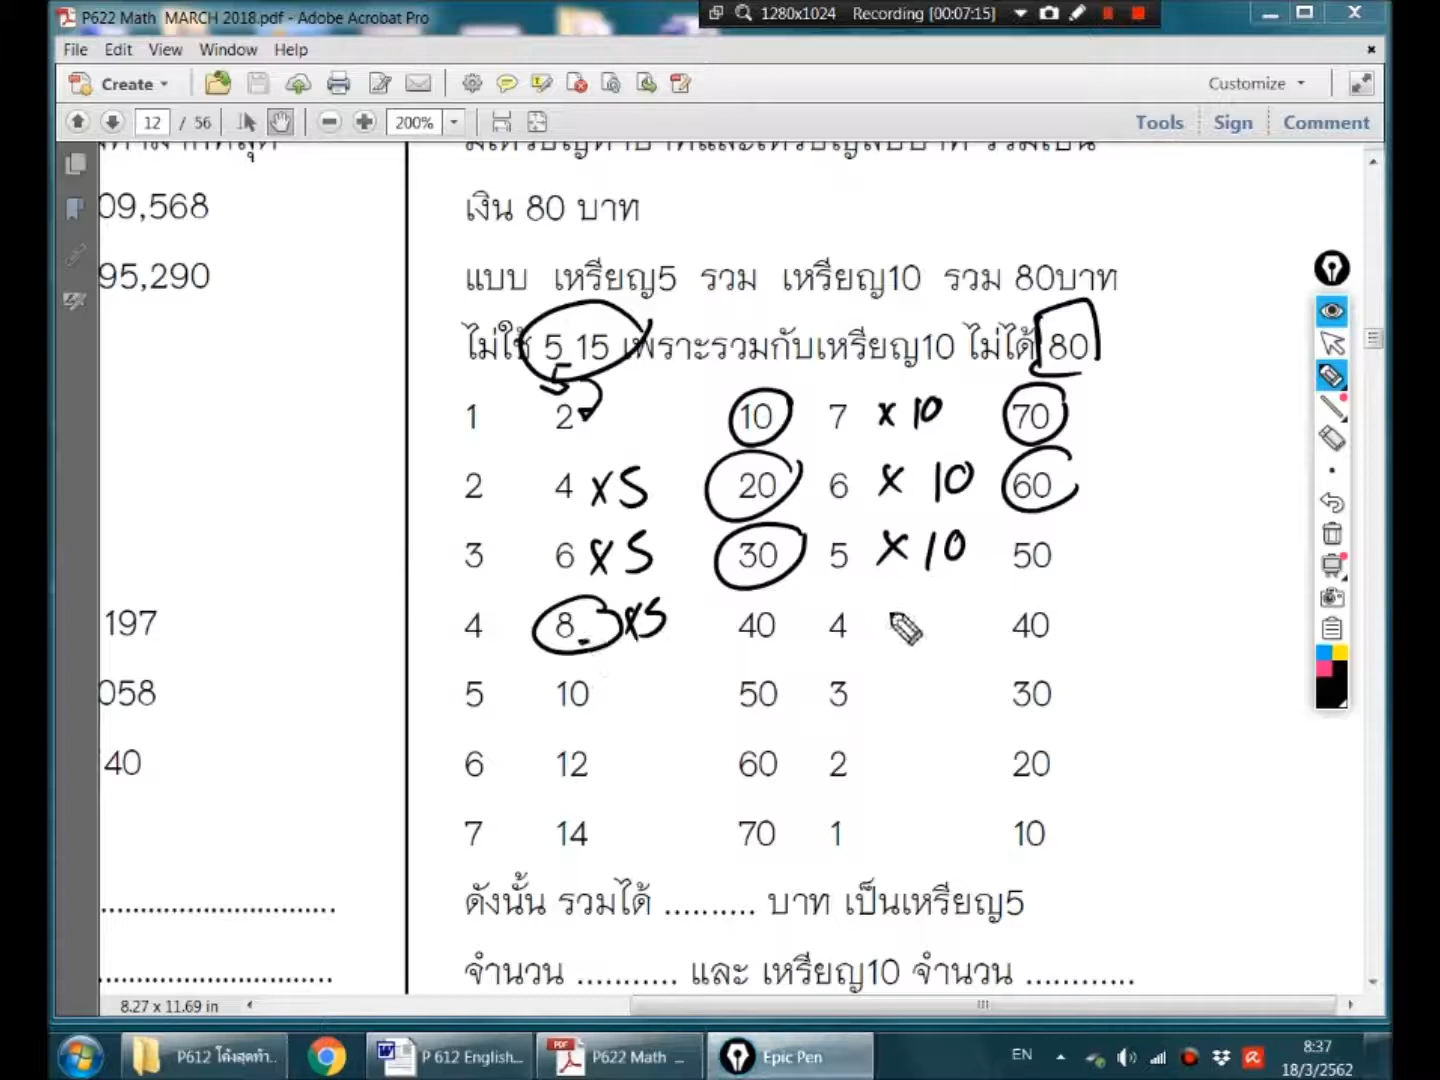 P622 Math MARCH 2018.pdf - Adobe Acrobat Pro
1280x1024 Recording [00:07:15]
File Edit View Window Help
Create Customize
12 / 56 200% Tools Sign Comment
09,568
95,290
197
058
40
..............................
..............................
เงิน 80 บาท
แบบ เหรียญ5 รวม เหรียญ10 รวม 80บาท
ไม่ใช้ 5 15 เพราะรวมกับเหรียญ10 ไม่ได้ 80
5
1 2 10 7 x 10 70
2 4 x5 20 6 x 10 60
3 6 x5 30 5 x 10 50
4 8 x5 40 4 40
5 10 50 3 30
6 12 60 2 20
7 14 70 1 10
ดังนั้น รวมได้ .......... บาท เป็นเหรียญ5
จำนวน ........... และ เหรียญ10 จำนวน ............
8.27 x 11.69 in
P612 โค้งสุดท้า... P 612 English... P622 Math ... Epic Pen EN 8:37
18/3/2562